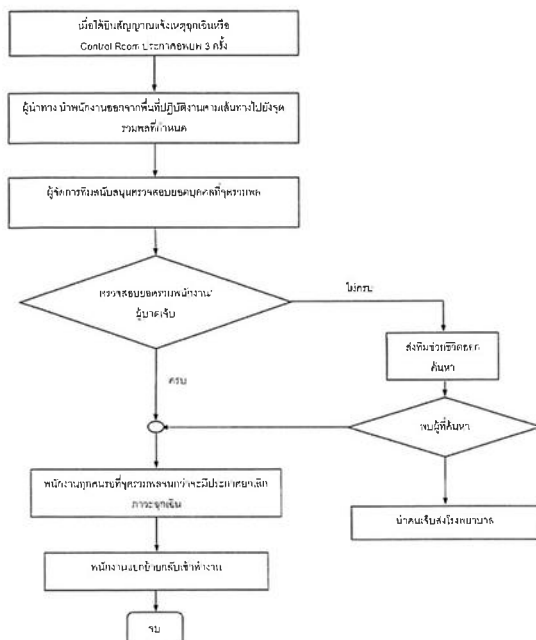 เมื่อได้ยินสัญญาณแจ้งเหตุฉุกเฉินหรือ
Control Room ประกาศอพยพ 3 ครั้ง
ผู้นำทาง นำพนักงานออกจากพื้นที่ปฏิบัติงานตามเส้นทางไปยังจุด
รวมพลที่กำหนด
ผู้จัดการทีมสนับสนุนตรวจสอบยอดบุคคลที่จุดรวมพล
ตรวจสอบยอดรวมพนักงาน/
ผู้บาดเจ็บ
ไม่ครบ
ส่งทีมช่วยชีวิตออก
ค้นหา
ครบ
พบผู้ที่ค้นหา
พนักงานทุกคนรอที่จุดรวมพลจนกว่าจะมีประกาศยกเลิก
ภาวะฉุกเฉิน
นำคนเจ็บส่งโรงพยาบาล
พนักงานแยกย้ายกลับเข้าทำงาน
จบ